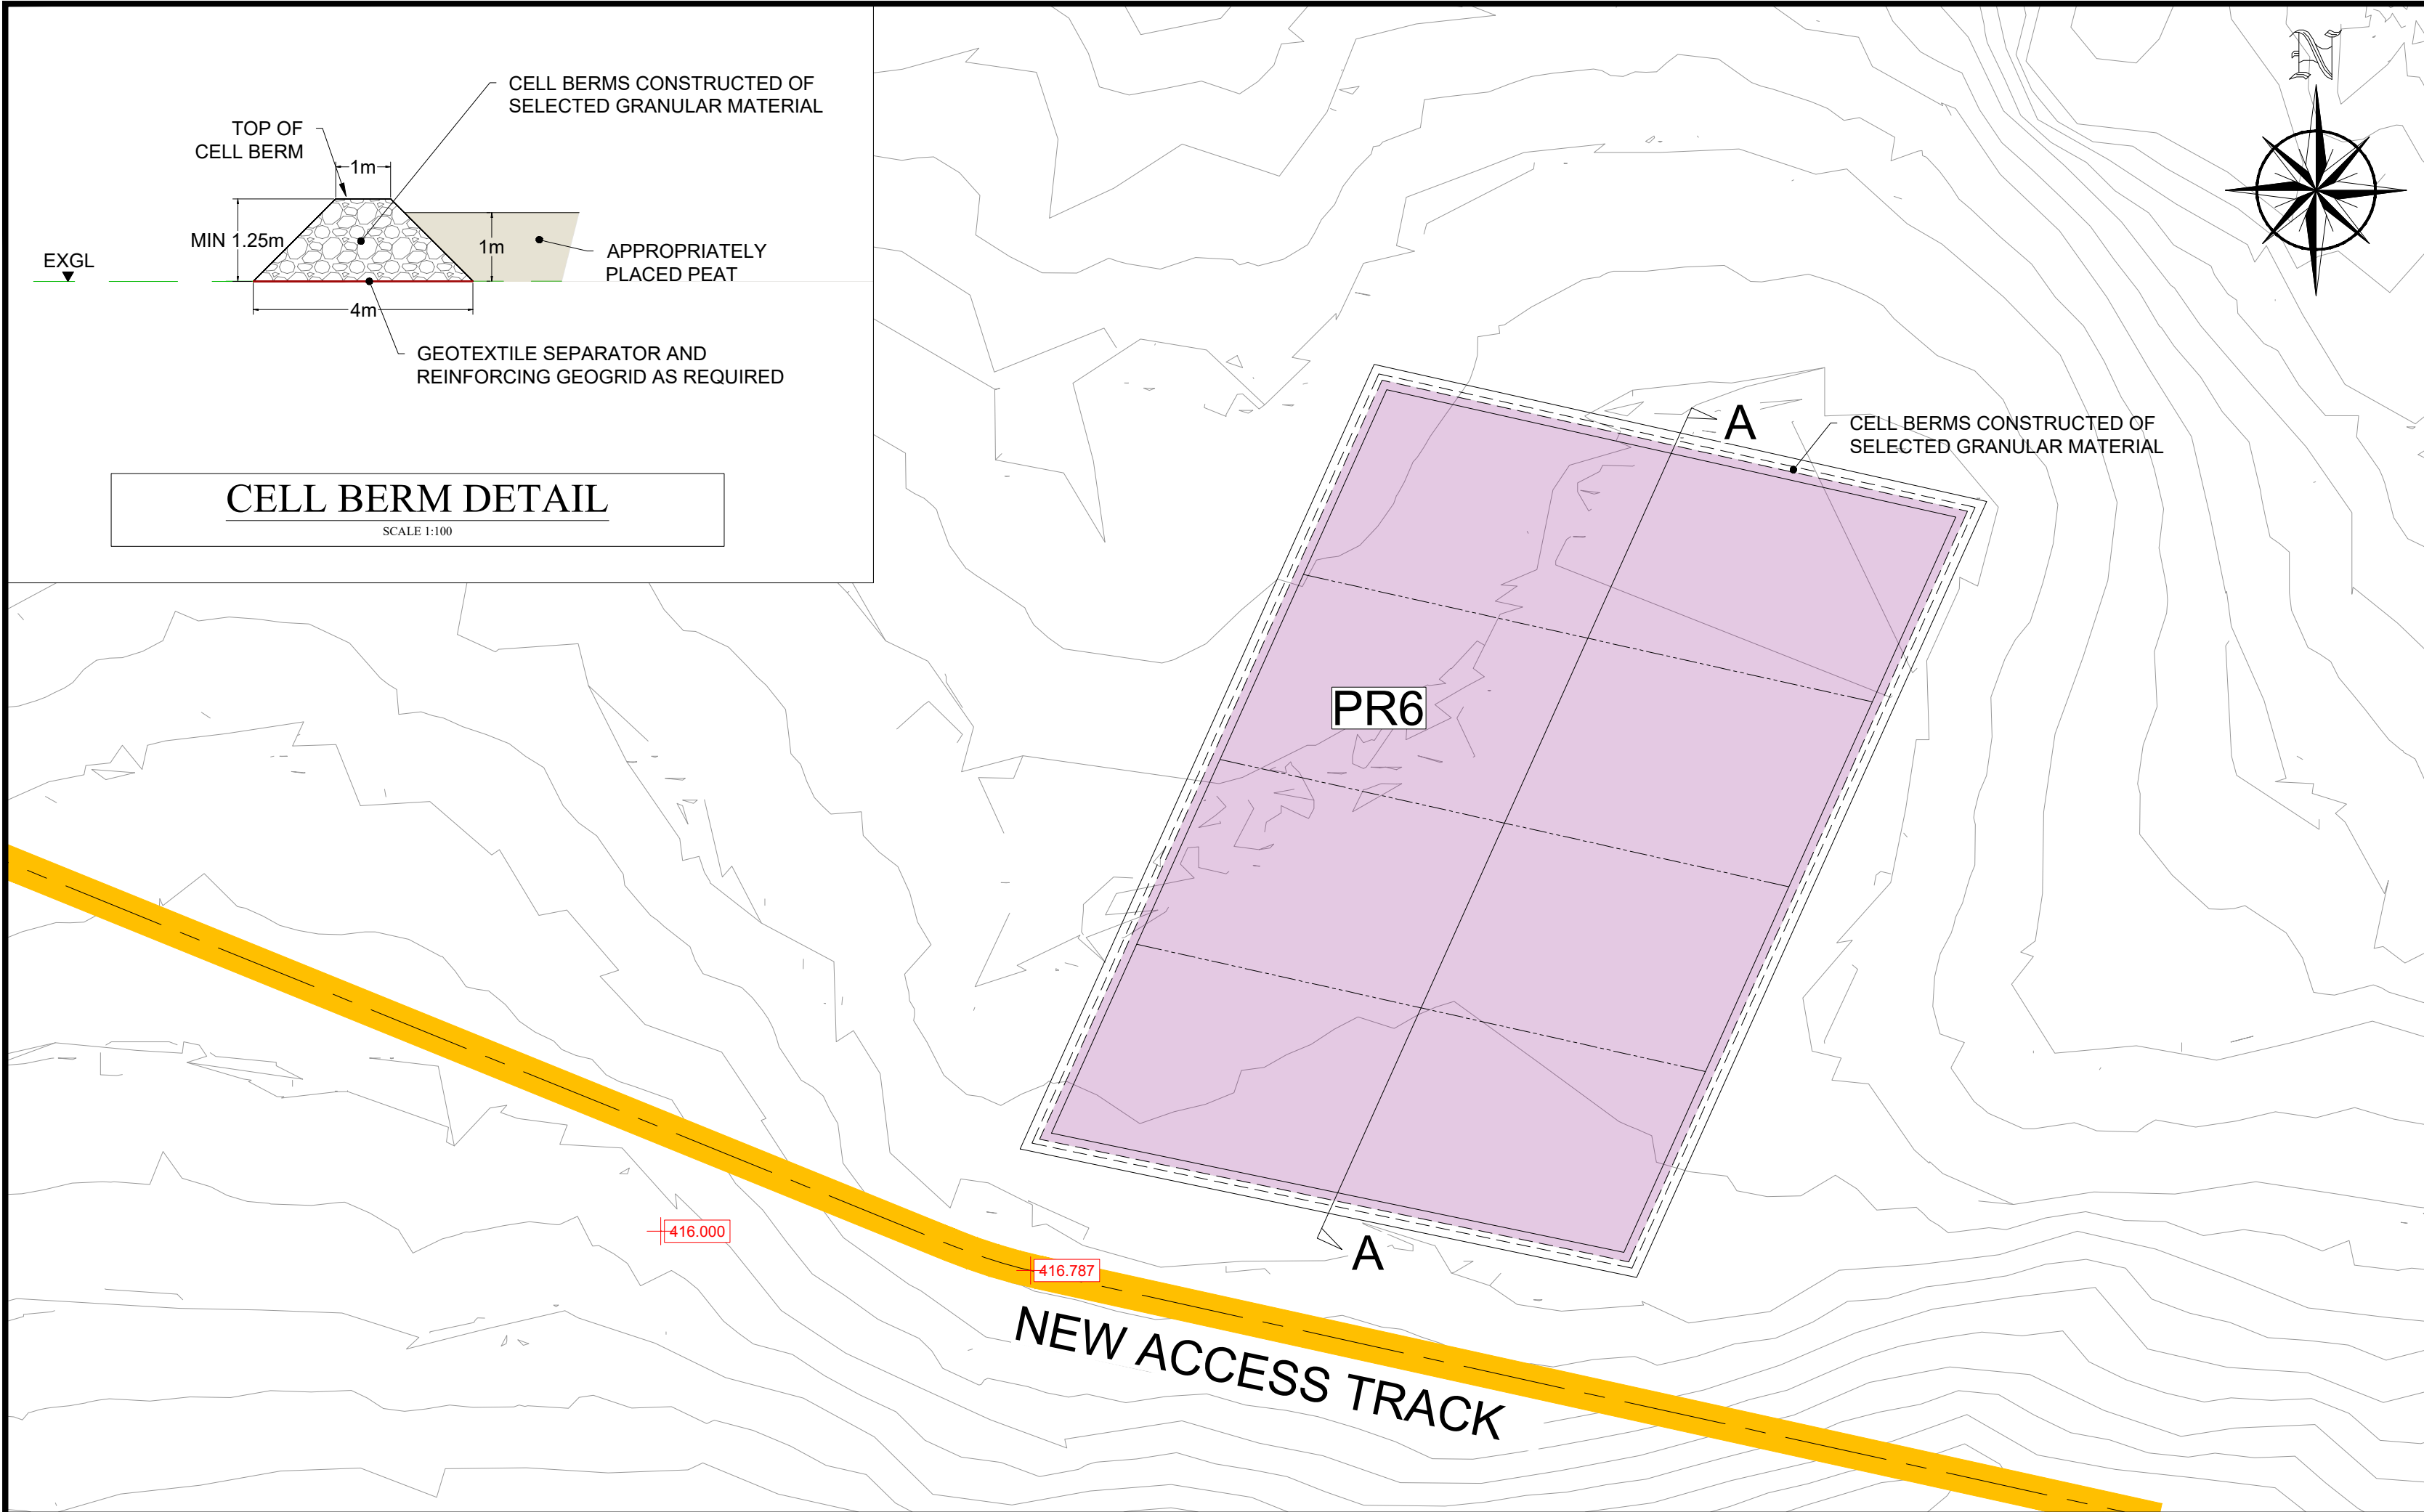 CELL BERMS CONSTRUCTED OF
SELECTED GRANULAR MATERIAL
TOP OF
CELL BERM
1m
MIN 1.25m
1m
EXGL
APPROPRIATELY
PLACED PEAT
4m
GEOTEXTILE SEPARATOR AND
REINFORCING GEOGRID AS REQUIRED
CELL BERM DETAIL
SCALE 1:100
N
A
CELL BERMS CONSTRUCTED OF
SELECTED GRANULAR MATERIAL
PR6
416.000
A
416.787
NEW ACCESS TRACK